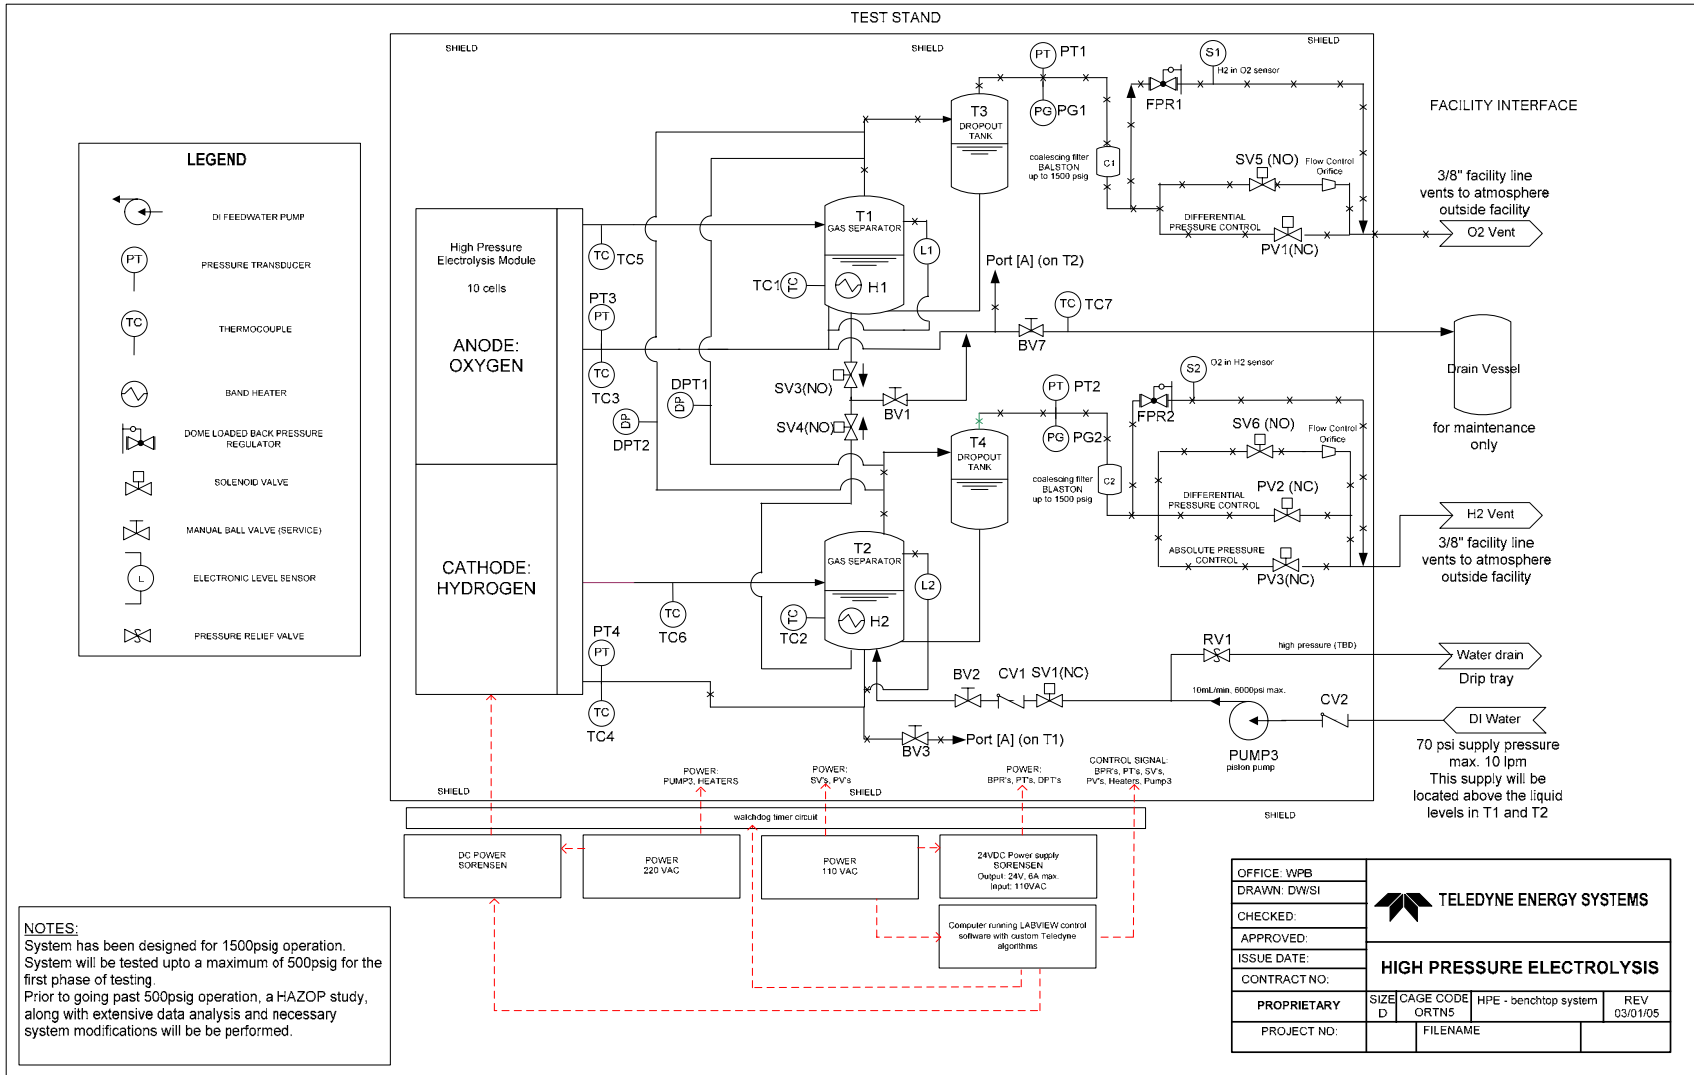 TEST STAND
SHIELD
SHIELD
SHIELD
LEGEND
DI FEEDWATER PUMP
PT
PRESSURE TRANSDUCER
TC
THERMOCOUPLE
BAND HEATER
DOME LOADED BACK PRESSURE
REGULATOR
SOLENOID VALVE
MANUAL BALL VALVE (SERVICE)
L
ELECTRONIC LEVEL SENSOR
PRESSURE RELIEF VALVE
High Pressure
Electrolysis Module
10 cells
ANODE:
OXYGEN
CATHODE:
HYDROGEN
TC
TC5
PT3
PT
TC
TC3
DP
DPT2
DP
DPT1
T1
GAS SEPARATOR
L1
TC1
TC
H1
T3
DROPOUT
TANK
PT
PT1
PG
PG1
coalescing filter
BALSTON
up to 1500 psig
C1
FPR1
S1
H2 in O2 sensor
SV5 (NO)
Flow Control
Orifice
DIFFERENTIAL
PRESSURE CONTROL
PV1(NC)
FACILITY INTERFACE
3/8" facility line
vents to atmosphere
outside facility
O2 Vent
Port [A] (on T2)
TC
TC7
BV7
Drain Vessel
for maintenance
only
SV3(NO)
BV1
SV4(NO)
T4
DROPOUT
TANK
PT
PT2
PG
PG2
coalescing filter
BLASTON
up to 1500 psig
C2
FPR2
S2
O2 in H2 sensor
SV6 (NO)
Flow Control
Orifice
DIFFERENTIAL
PRESSURE CONTROL
PV2 (NC)
ABSOLUTE PRESSURE
CONTROL
PV3(NC)
H2 Vent
3/8" facility line
vents to atmosphere
outside facility
T2
GAS SEPARATOR
L2
TC
TC2
H2
TC
TC6
PT4
PT
TC
TC4
BV2
CV1
SV1(NC)
RV1
high pressure (TBD)
Water drain
Drip tray
10mL/min, 6000psi max.
CV2
DI Water
PUMP3
piston pump
70 psi supply pressure
max. 10 lpm
This supply will be
located above the liquid
levels in T1 and T2
BV3
Port [A] (on T1)
POWER:
PUMP3, HEATERS
POWER:
SV's, PV's
POWER:
BPR's, PT's, DPT's
CONTROL SIGNAL:
BPR's, PT's, SV's,
PV's, Heaters, Pump3
SHIELD
SHIELD
SHIELD
watchdog timer circuit
DC POWER
SORENSEN
POWER
220 VAC
POWER
110 VAC
24VDC Power supply
SORENSEN
Output: 24V, 6A max.
Input: 110VAC
Computer running LABVIEW control
software with custom Teledyne
algorithms
NOTES:
System has been designed for 1500psig operation.
System will be tested upto a maximum of 500psig for the
first phase of testing.
Prior to going past 500psig operation, a HAZOP study,
along with extensive data analysis and necessary
system modifications will be be performed.
OFFICE: WPB
DRAWN: DW/SI
CHECKED:
APPROVED:
ISSUE DATE:
CONTRACT NO:
PROPRIETARY
PROJECT NO:
TELEDYNE ENERGY SYSTEMS
HIGH PRESSURE ELECTROLYSIS
SIZE
D
CAGE CODE
ORTN5
HPE - benchtop system
REV
03/01/05
FILENAME